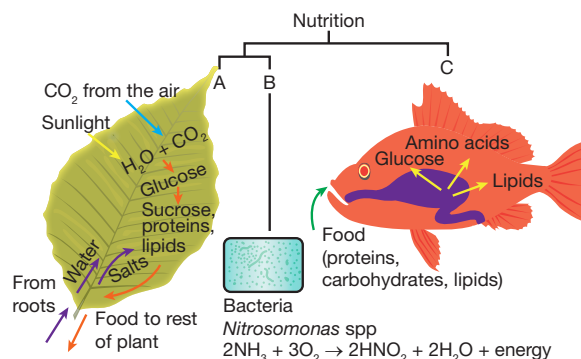 Nutrition
A
B
C
CO₂ from the air
Sunlight
H₂O + CO₂
Glucose
Sucrose,
proteins,
lipids
Water
Salts
From
roots
Food to rest
of plant
Bacteria
Nitrosomonas spp
2NH₃ + 3O₂ → 2HNO₂ + 2H₂O + energy
Amino acids
Glucose
Lipids
Food
(proteins,
carbohydrates, lipids)